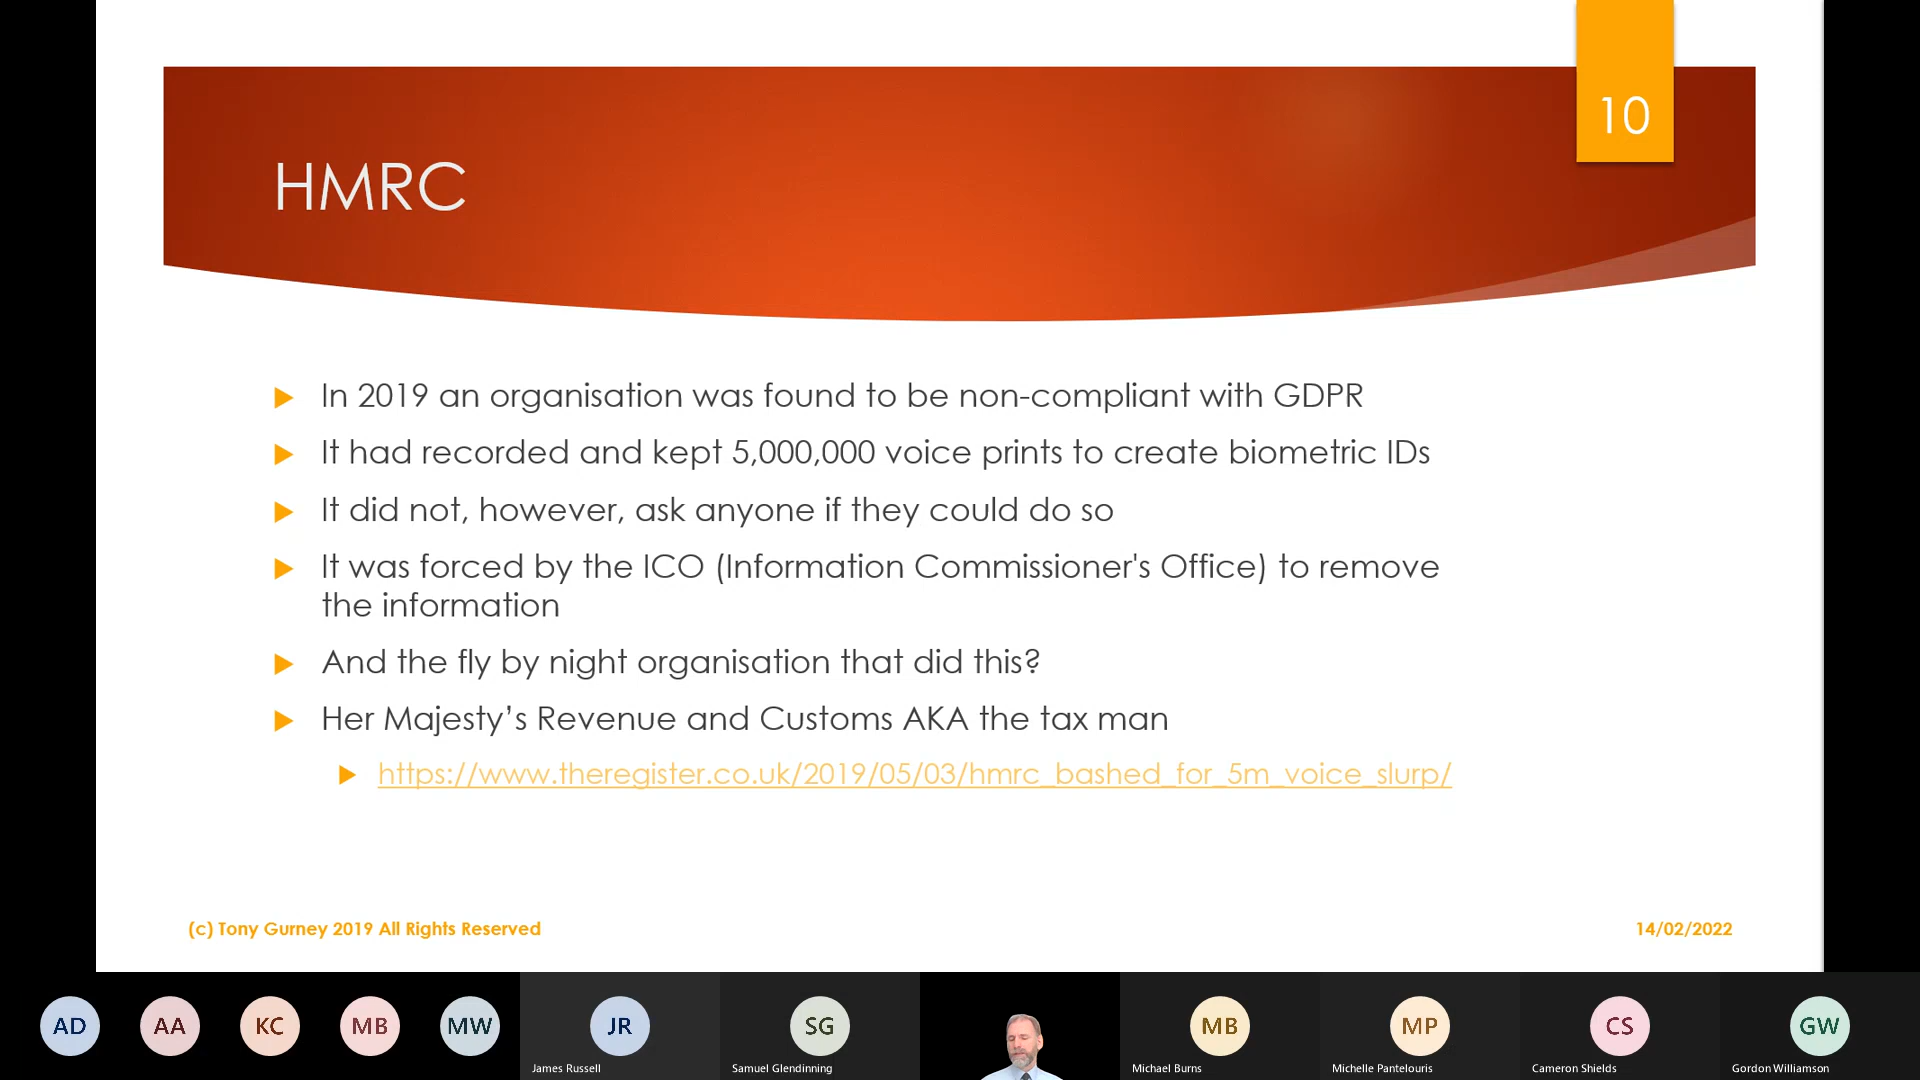 10
HMRC
In 2019 an organisation was found to be non-compliant with GDPR
It had recorded and kept 5,000,000 voice prints to create biometric IDs
It did not, however, ask anyone if they could do so
It was forced by the ICO (Information Commissioner's Office) to remove
the information
And the fly by night organisation that did this?
Her Majesty’s Revenue and Customs AKA the tax man
https://www.theregister.co.uk/2019/05/03/hmrc_bashed_for_5m_voice_slurp/
(c) Tony Gurney 2019 All Rights Reserved
14/02/2022
AD
AA
KC
MB
MW
JR
SG
MB
MP
CS
GW
James Russell
Samuel Glendinning
Michael Burns
Michelle Pantelouris
Cameron Shields
Gordon Williamson